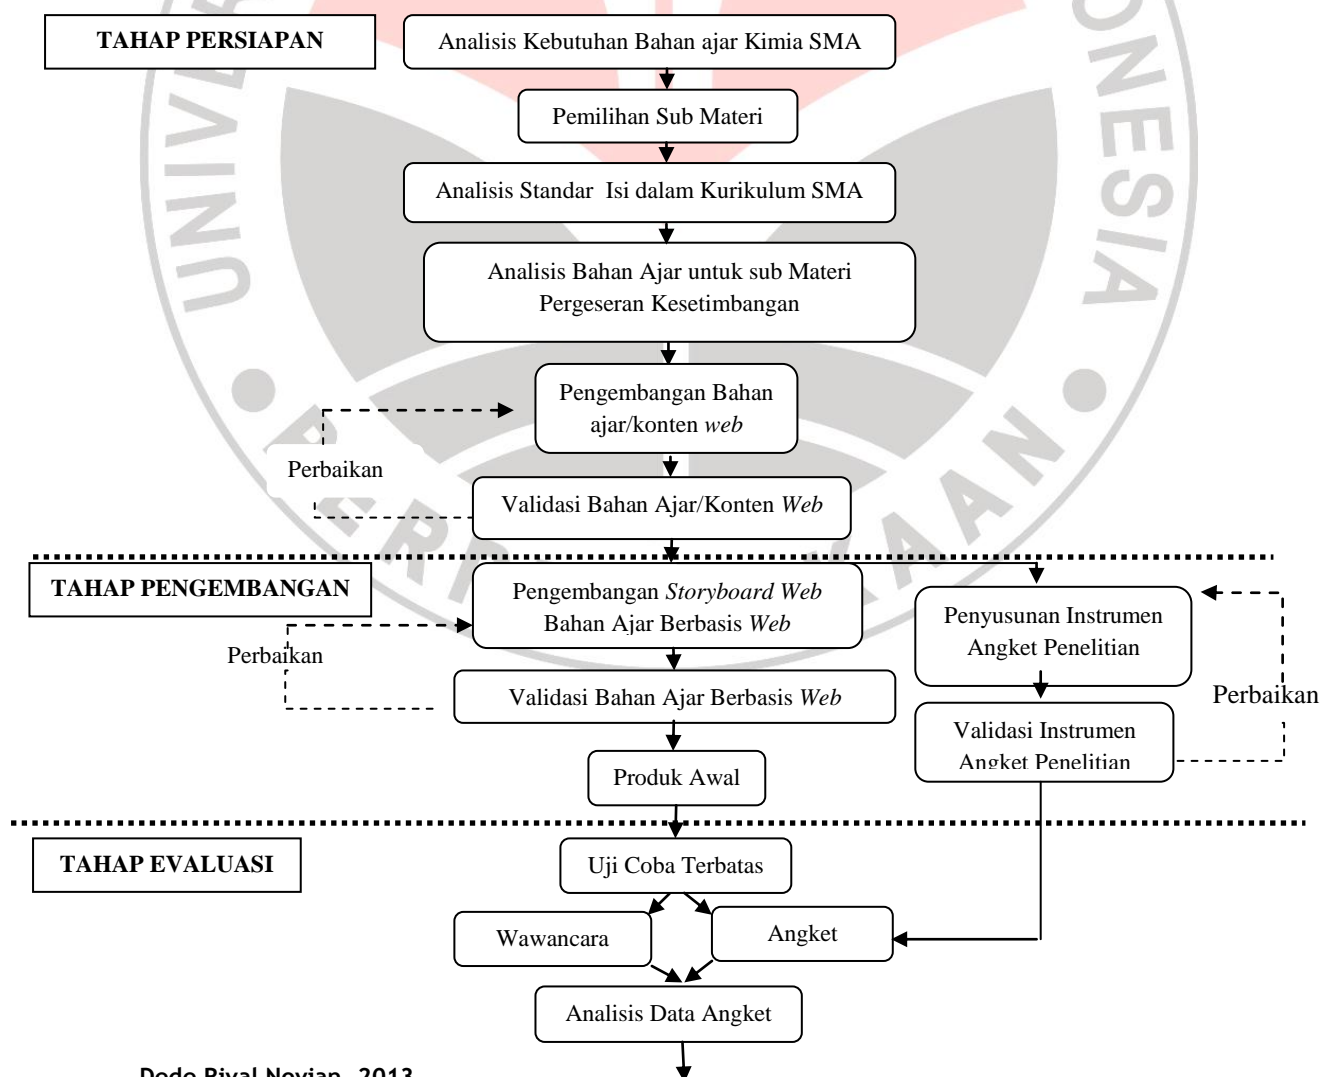 TAHAP PERSIAPAN
Analisis Kebutuhan Bahan ajar Kimia SMA
Pemilihan Sub Materi
Analisis Standar Isi dalam Kurikulum SMA
Analisis Bahan Ajar untuk sub Materi
Pergeseran Kesetimbangan
Pengembangan Bahan
ajar/konten web
Perbaikan
Validasi Bahan Ajar/Konten Web
TAHAP PENGEMBANGAN
Pengembangan Storyboard Web
Bahan Ajar Berbasis Web
Perbaikan
Validasi Bahan Ajar Berbasis Web
Produk Awal
Penyusunan Instrumen
Angket Penelitian
Perbaikan
Validasi Instrumen
Angket Penelitian
TAHAP EVALUASI
Uji Coba Terbatas
Wawancara
Angket
Analisis Data Angket
Dodo Rival Novian, 2013